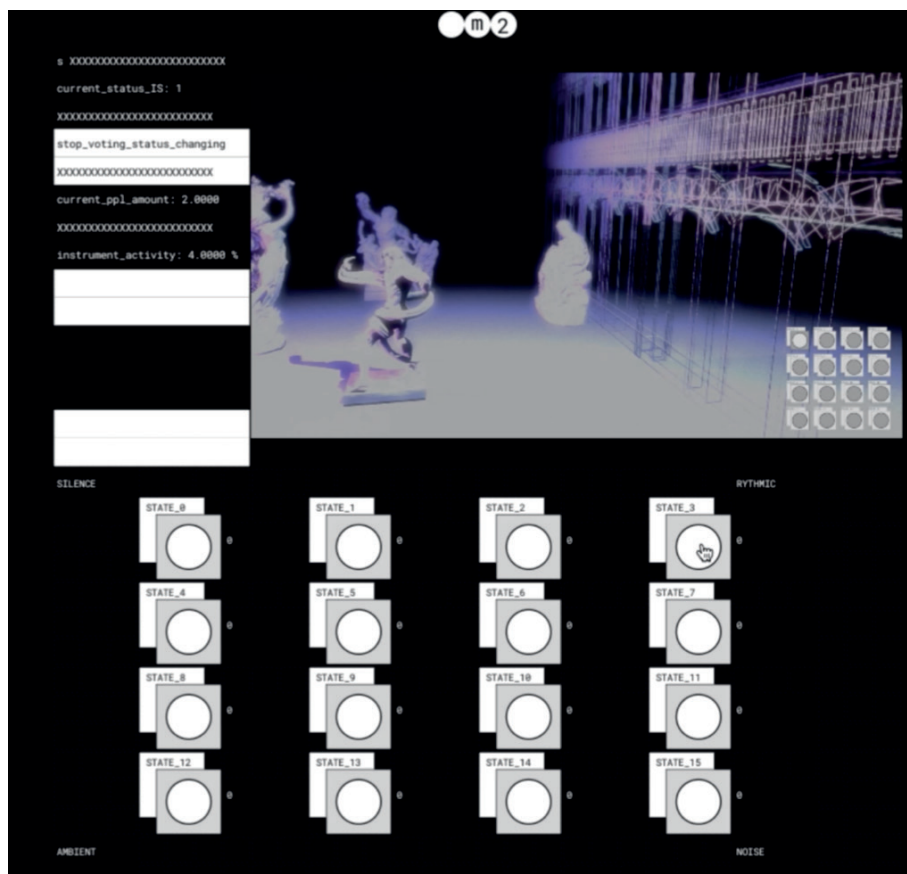 m2
s XXXXXXXXXXXXXXXXXXXXXXXXXX
current_status_IS: 1
XXXXXXXXXXXXXXXXXXXXXXXXXX
stop_voting_status_changing
XXXXXXXXXXXXXXXXXXXXXXXXXX
current_ppl_amount: 2.0000
XXXXXXXXXXXXXXXXXXXXXXXXXX
instrument_activity: 4.0000 %
SILENCE RYTHMIC
STATE_0 STATE_1 STATE_2 STATE_3
0 0 0 0
STATE_4 STATE_5 STATE_6 STATE_7
0 0 0 0
STATE_8 STATE_9 STATE_10 STATE_11
0 0 0 0
STATE_12 STATE_13 STATE_14 STATE_15
0 0 0 0
AMBIENT NOISE